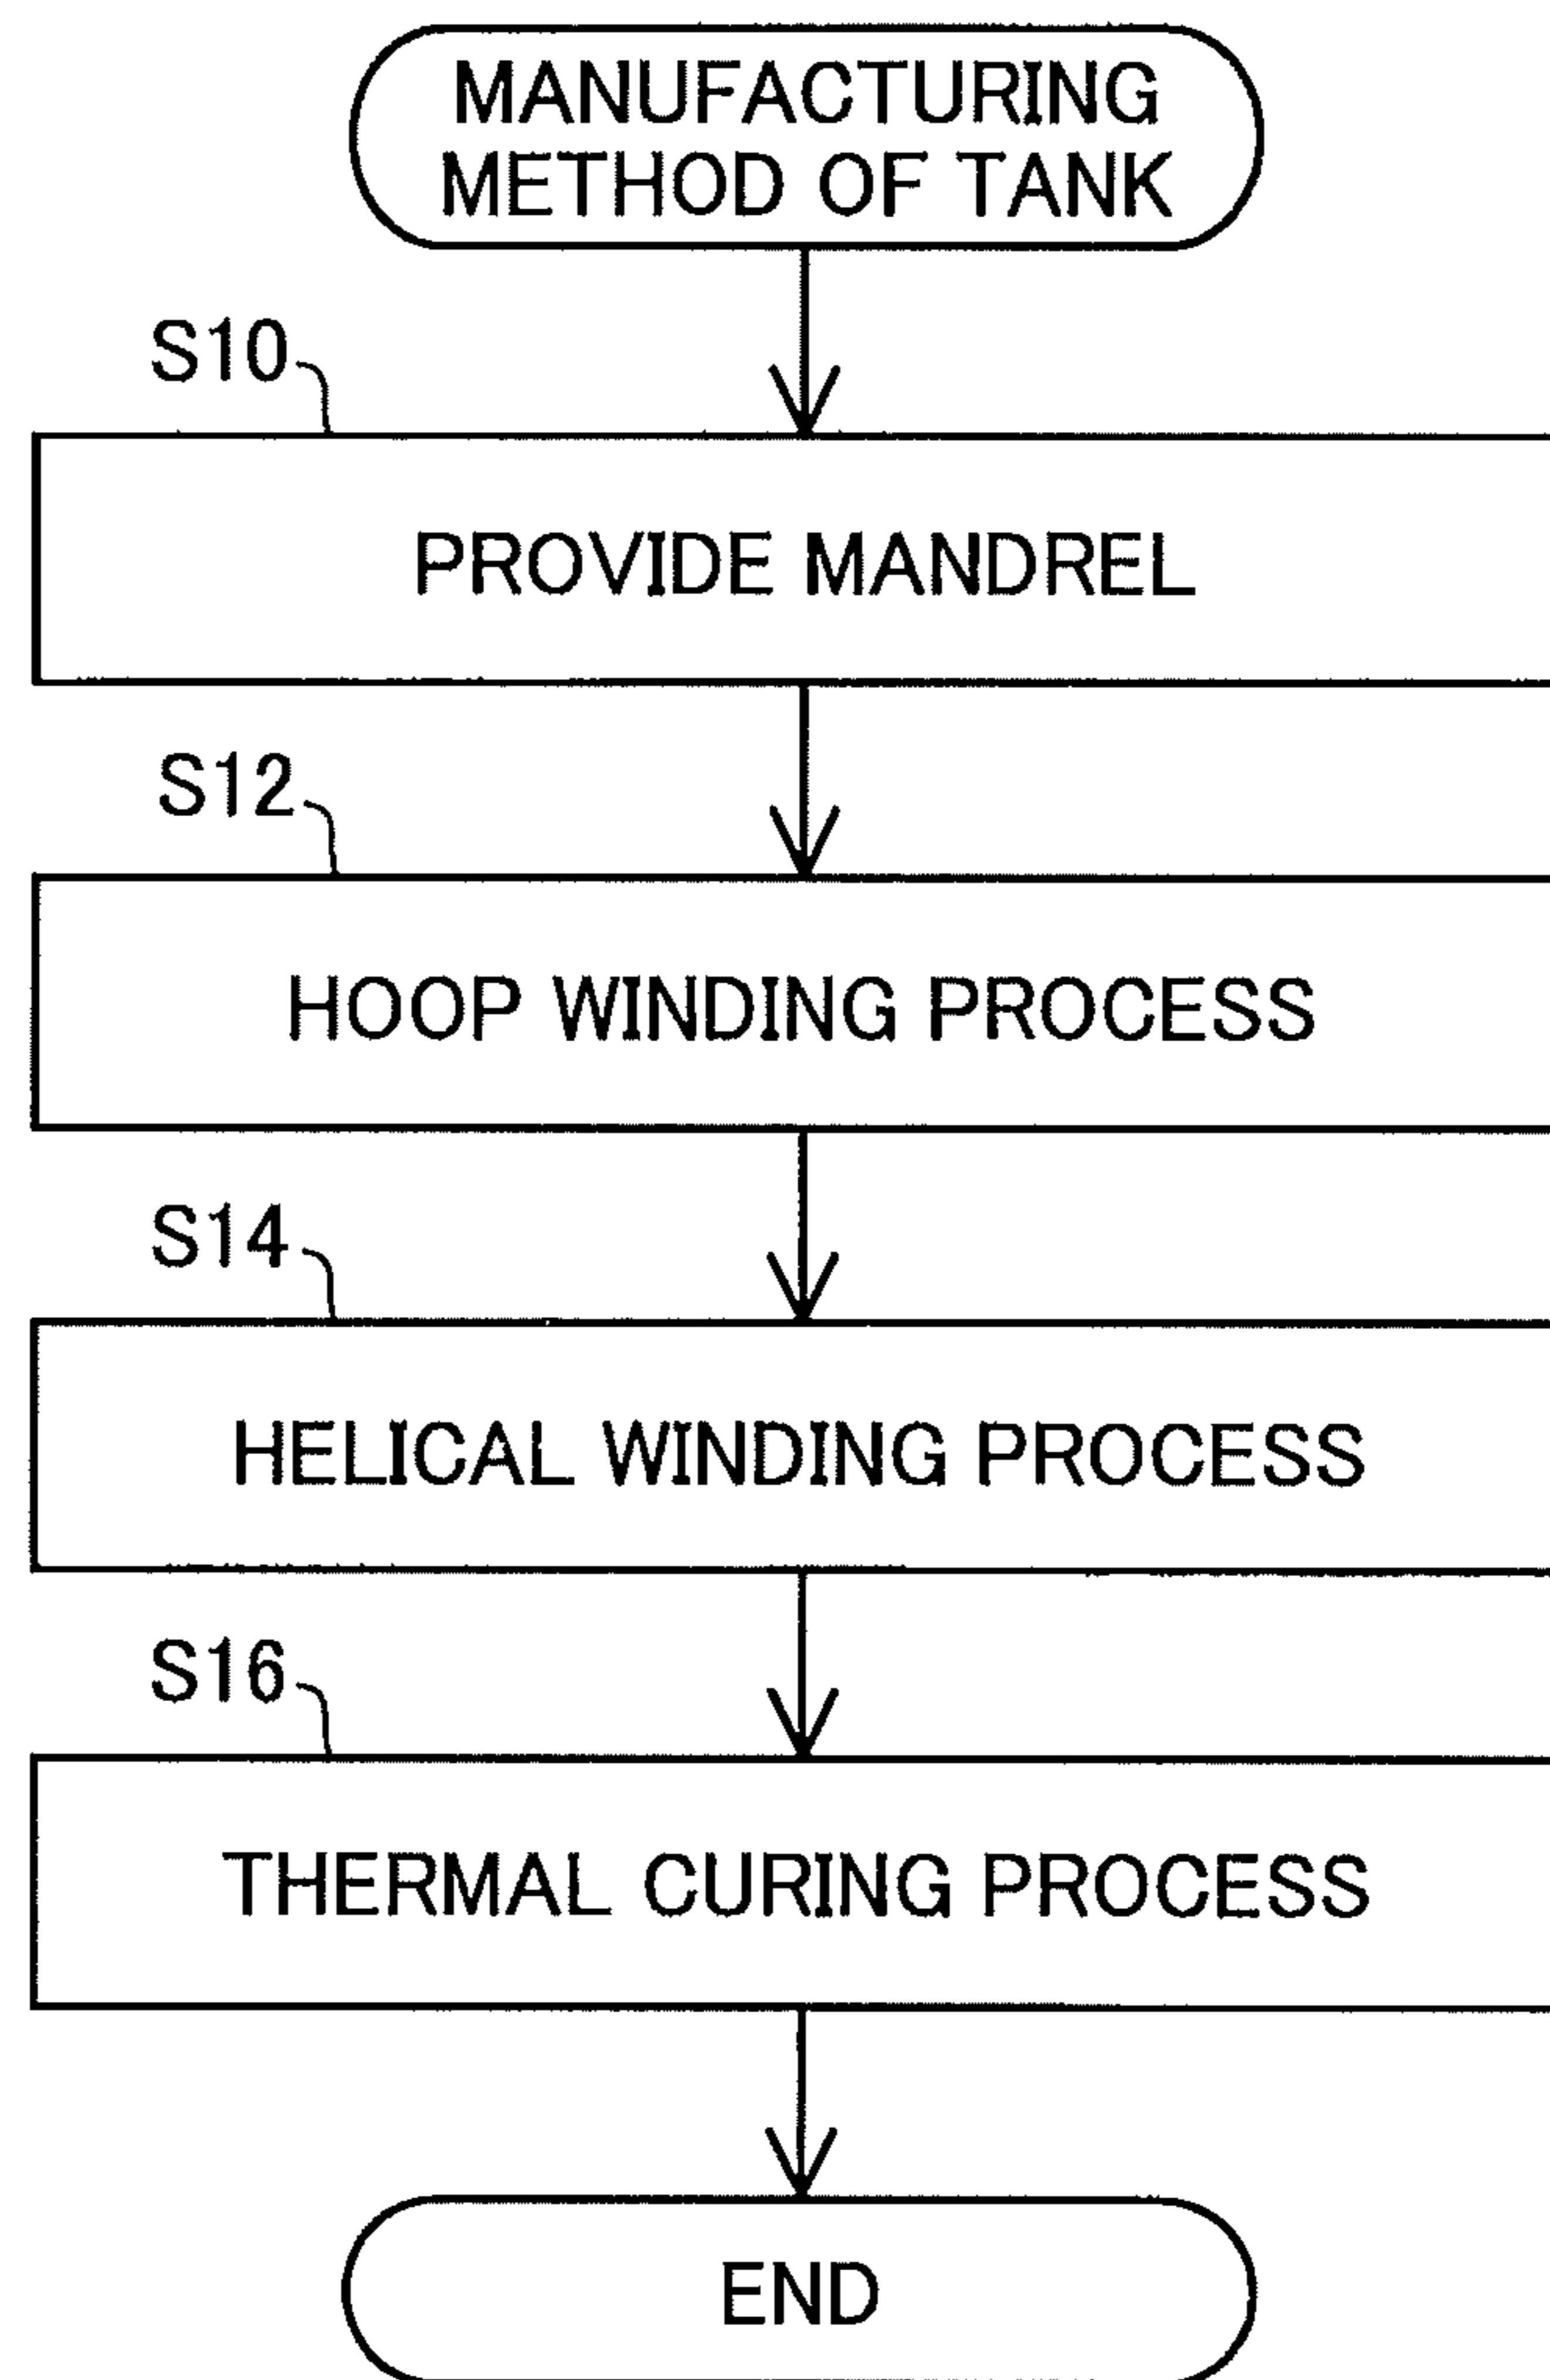 MANUFACTURING
METHOD OF TANK
S10
PROVIDE MANDREL
S12
HOOP WINDING PROCESS
S14
HELICAL WINDING PROCESS
S16
THERMAL CURING PROCESS
END